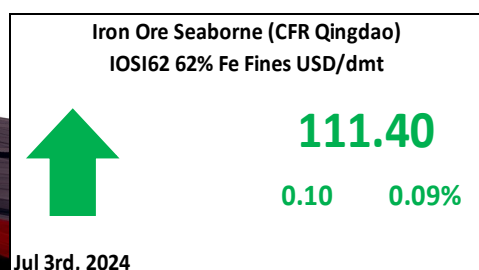 Iron Ore Seaborne (CFR Qingdao)
IOSI62 62% Fe Fines USD/dmt
111.40
0.10 0.09%
Jul 3rd, 2024